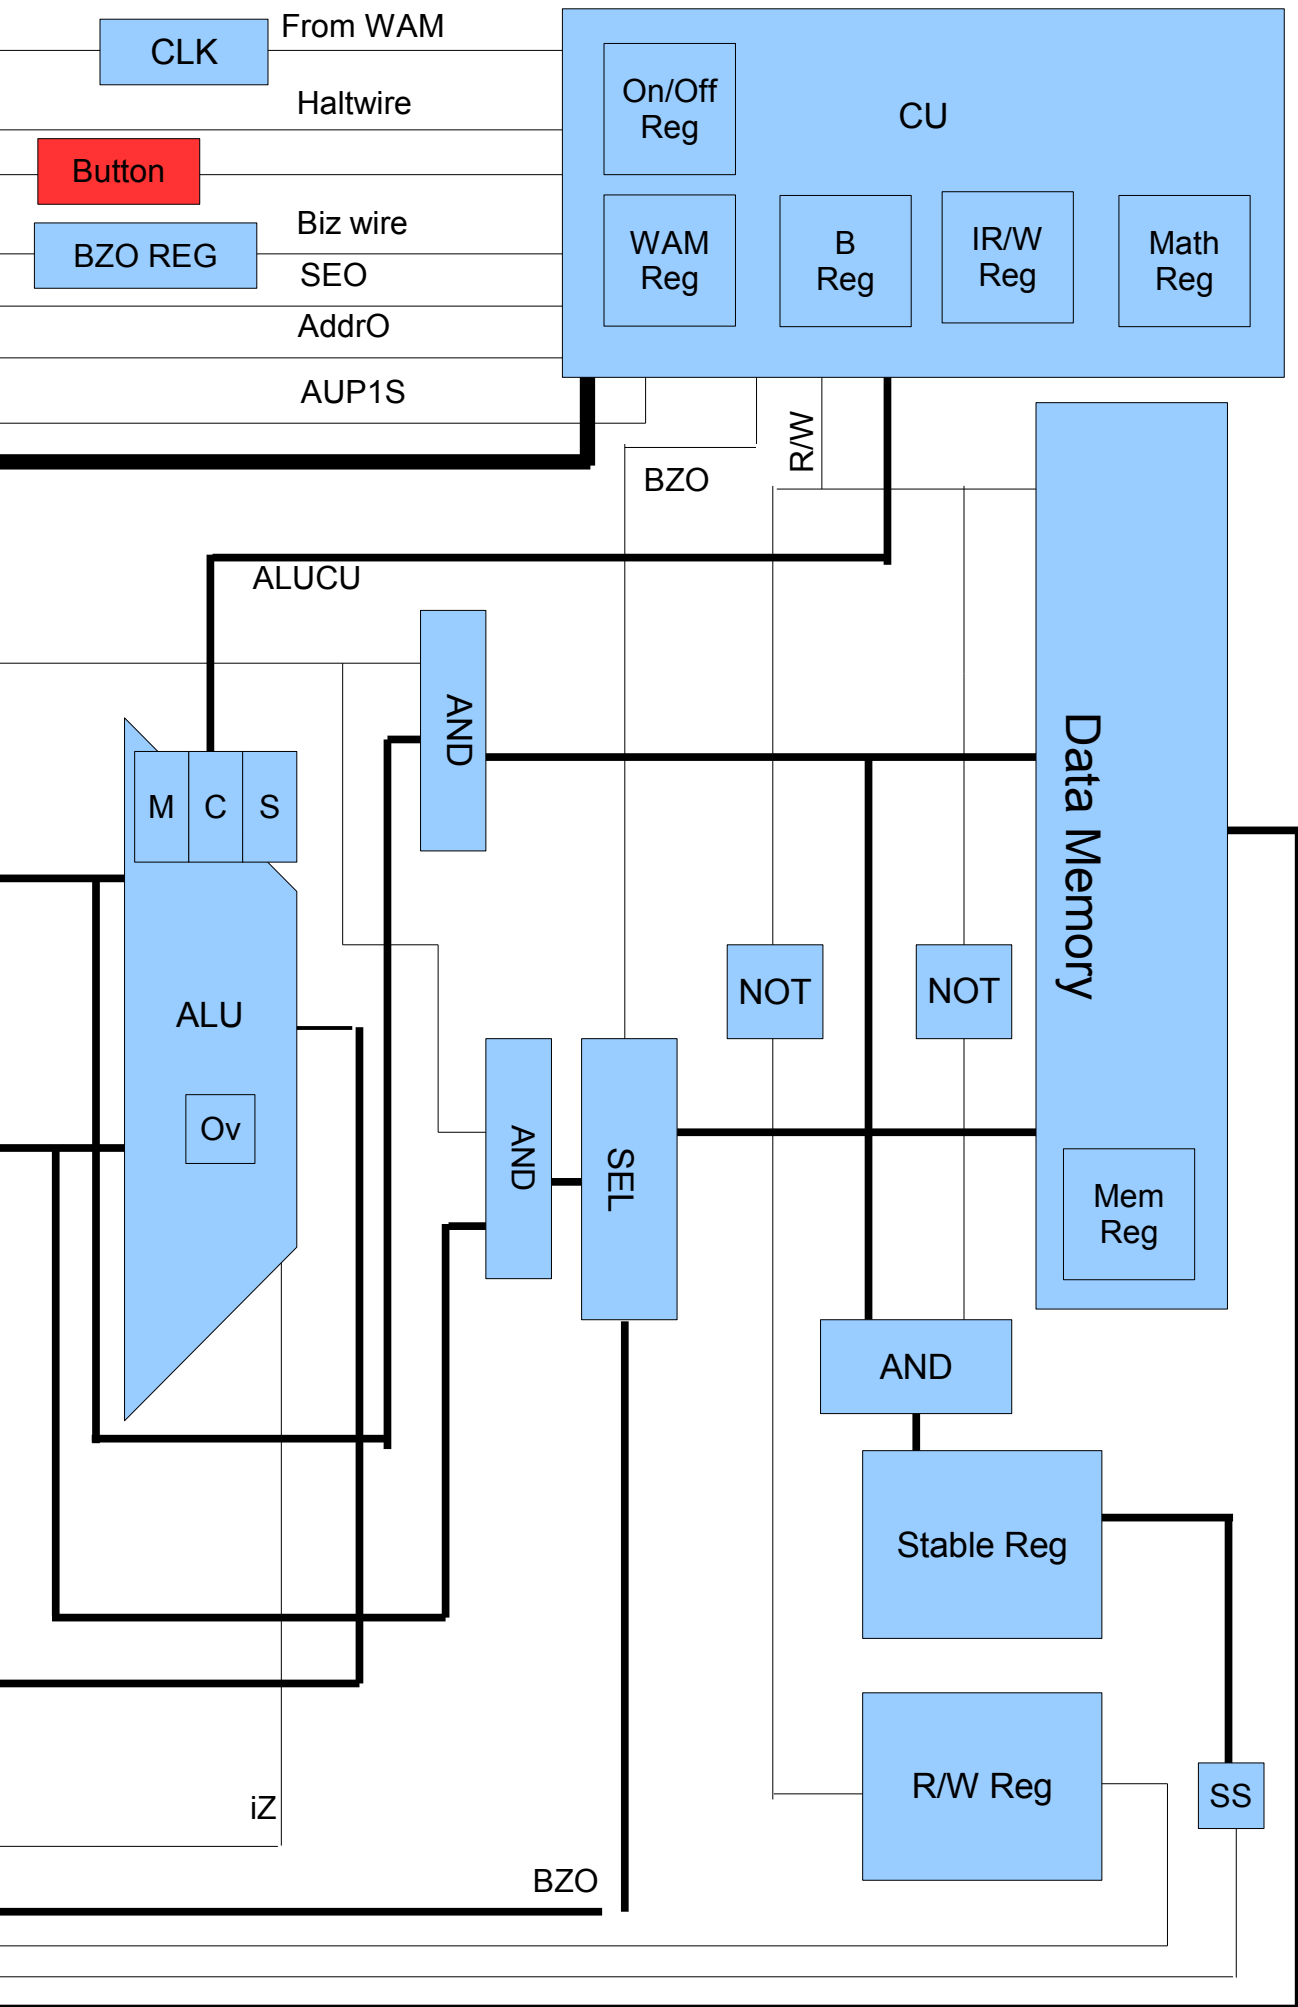 From WAM
CLK
Haltwire
On/Off
Reg
CU
Button
Biz wire
BZO REG
SEO
WAM
Reg
B
Reg
IR/W
Reg
Math
Reg
AddrO
AUP1S
R/W
BZO
ALUCU
AND
M
C
S
Data Memory
ALU
NOT
NOT
Ov
AND
SEL
Mem
Reg
AND
Stable Reg
R/W Reg
SS
iZ
BZO